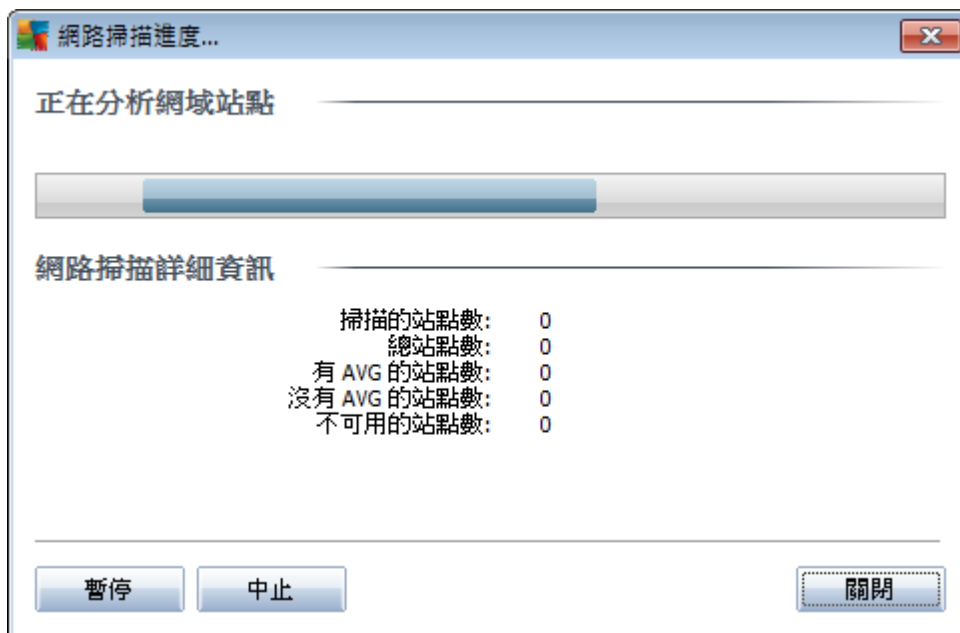 網路掃描進度...
正在分析網域站點
網路掃描詳細資訊
掃描的站點數: 0
總站點數: 0
有 AVG 的站點數: 0
沒有 AVG 的站點數: 0
不可用的站點數: 0
暫停 中止 關閉